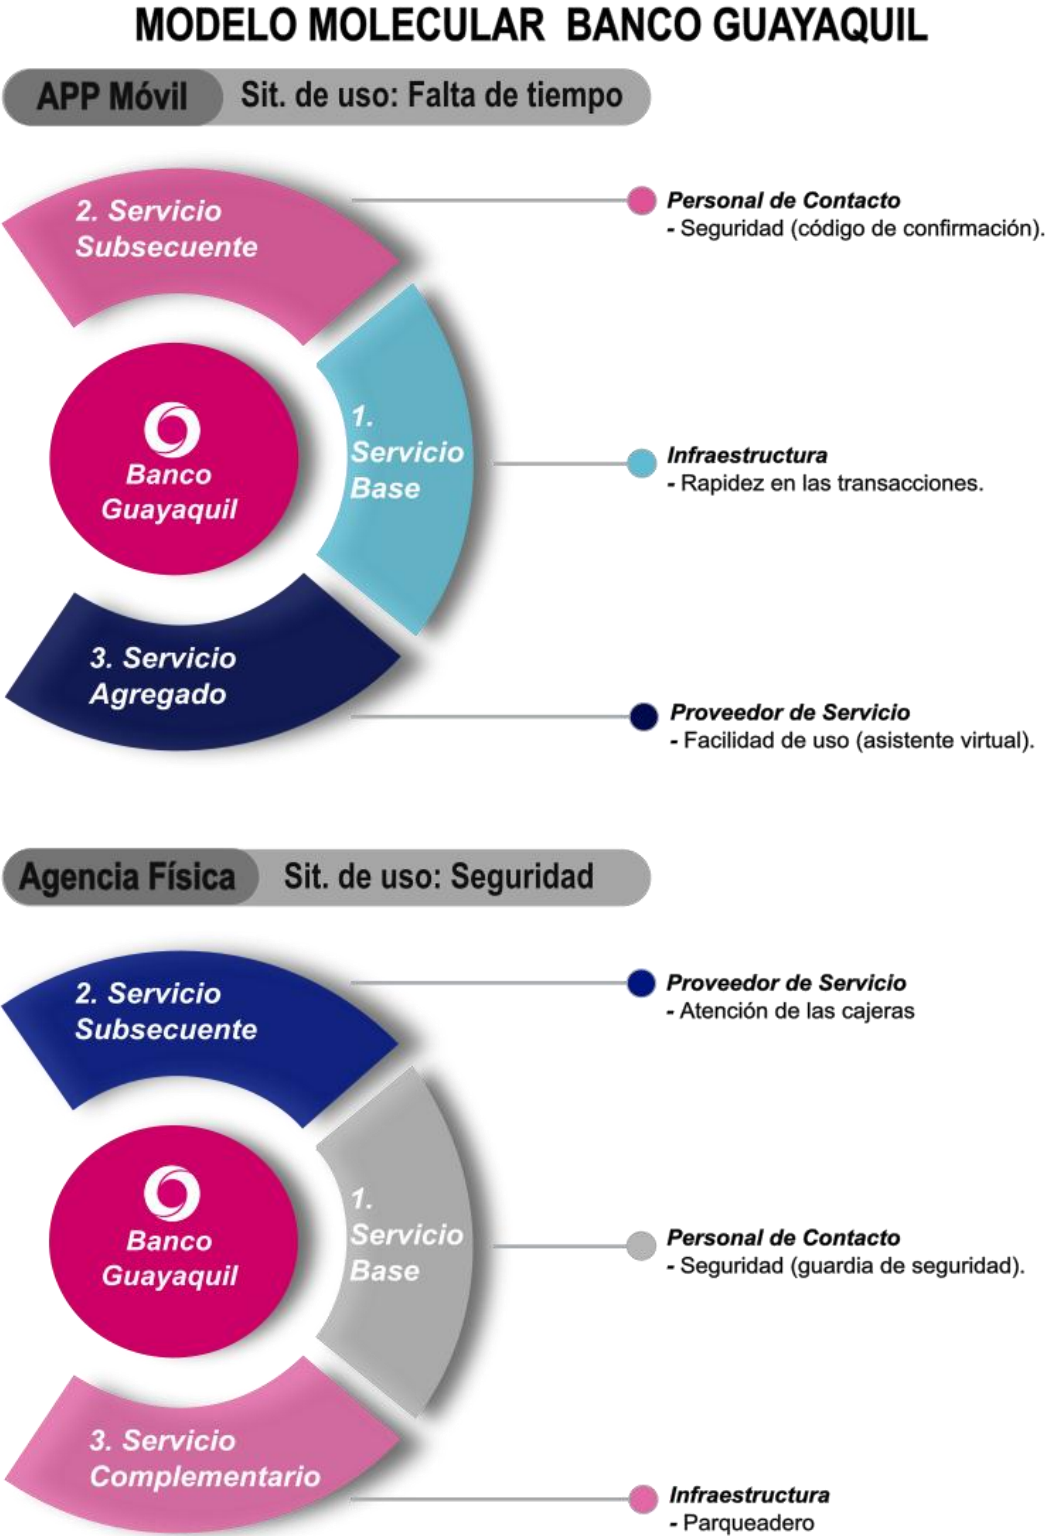 MODELO MOLECULAR BANCO GUAYAQUIL
APP Móvil
Sit. de uso: Falta de tiempo
2. Servicio
Subsecuente
Personal de Contacto
- Seguridad (código de confirmación).
1.
Servicio
Base
Infraestructura
- Rapidez en las transacciones.
Banco
Guayaquil
3. Servicio
Agregado
Proveedor de Servicio
- Facilidad de uso (asistente virtual).
Agencia Física
Sit. de uso: Seguridad
2. Servicio
Subsecuente
Proveedor de Servicio
- Atención de las cajeras
1.
Servicio
Base
Personal de Contacto
- Seguridad (guardia de seguridad).
Banco
Guayaquil
3. Servicio
Complementario
Infraestructura
- Parqueadero